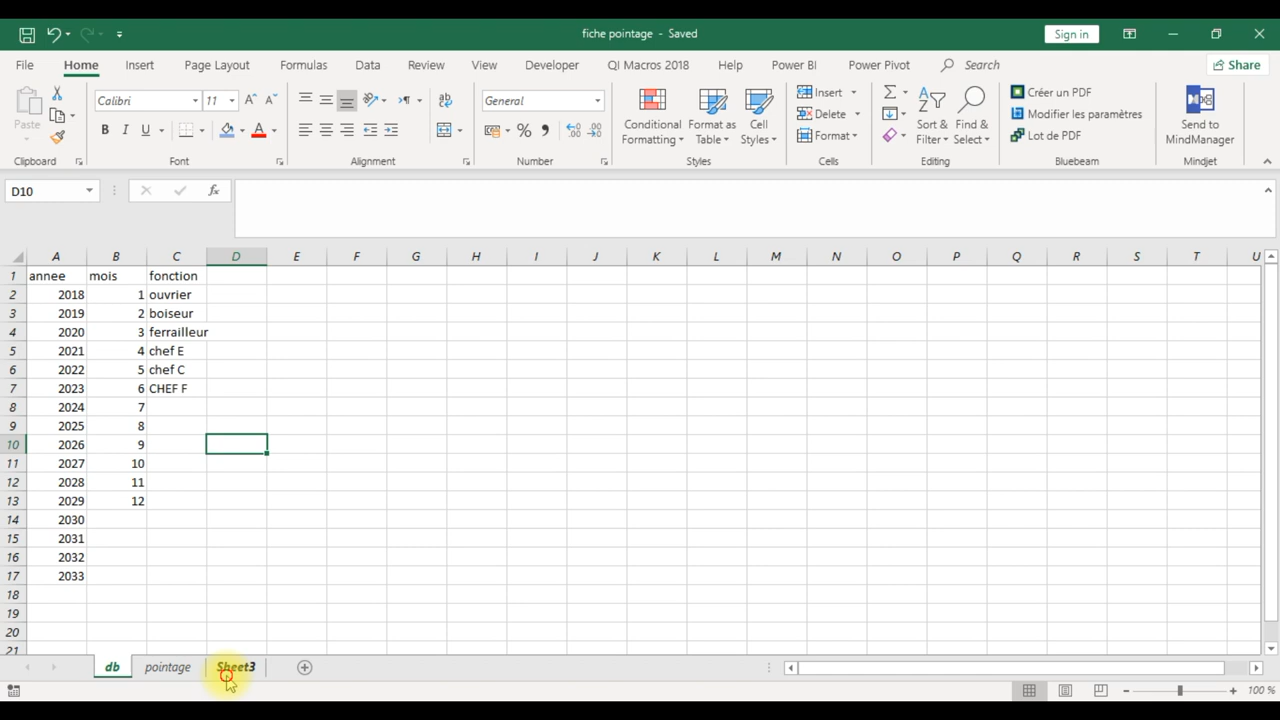 fiche pointage - Saved
Sign in
File Home Insert Page Layout Formulas Data Review View Developer QI Macros 2018 Help Power BI Power Pivot Search Share
Paste
Calibri 11
B I U
General
Conditional Formatting
Format as Table
Cell Styles
Insert
Delete
Format
Sort & Filter
Find & Select
Créer un PDF
Modifier les paramètres
Lot de PDF
Send to MindManager
Clipboard Font Alignment Number Styles Cells Editing Bluebeam Mindjet
D10 fx
A B C D E F G H I J K L M N O P Q R S T U
1 annee mois fonction
2 2018 1 ouvrier
3 2019 2 boiseur
4 2020 3 ferrailleur
5 2021 4 chef E
6 2022 5 chef C
7 2023 6 CHEF F
8 2024 7
9 2025 8
10 2026 9
11 2027 10
12 2028 11
13 2029 12
14 2030
15 2031
16 2032
17 2033
18
19
20
21
db pointage Sheet3
100 %